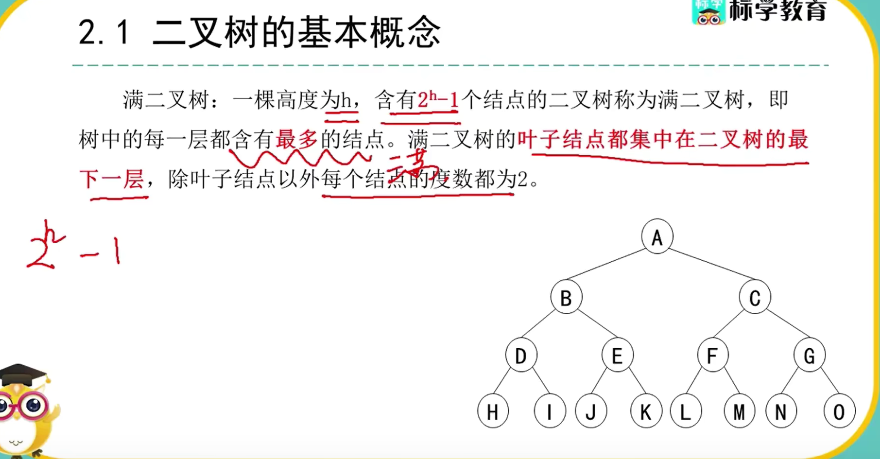 标学教育
2.1 二叉树的基本概念
满二叉树：一棵高度为h，含有2ʰ-1个结点的二叉树称为满二叉树，即
树中的每一层都含有最多的结点。满二叉树的叶子结点都集中在二叉树的最
下一层，除叶子结点以外每个结点的度数都为2。
满
2ʰ-1
A
B C
D E F G
H I J K L M N O